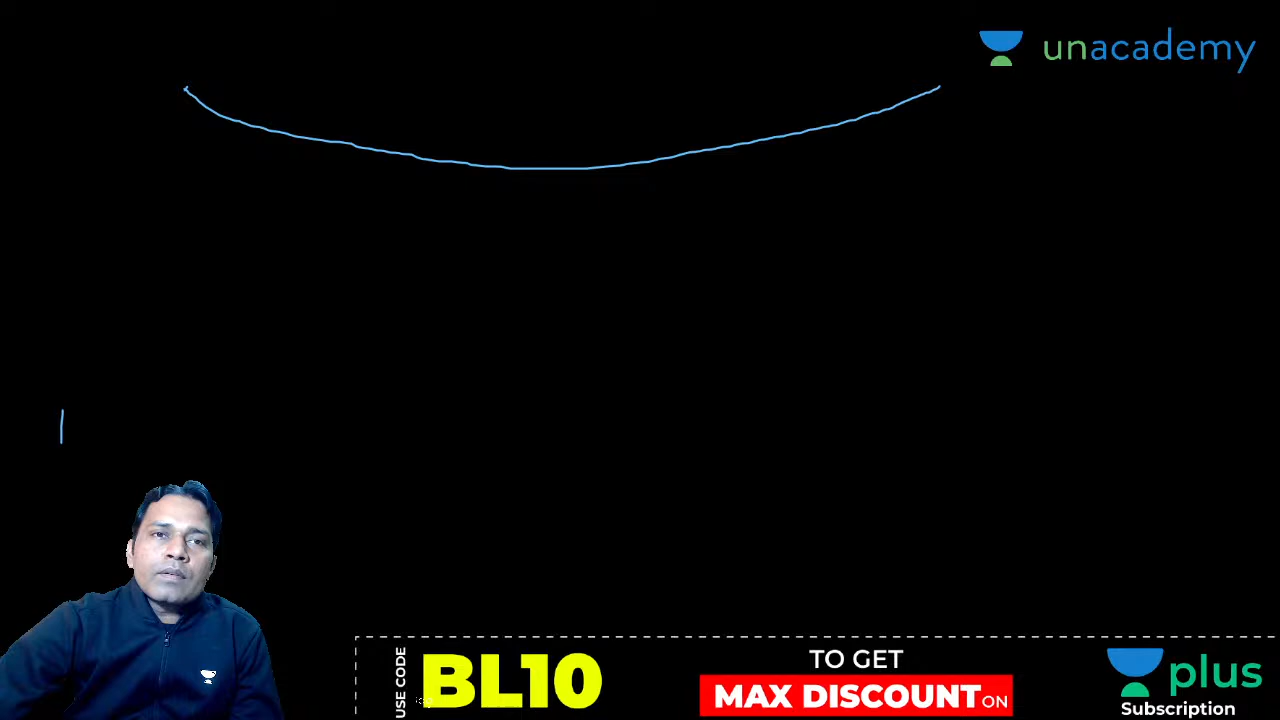 unacademy
USE CODE
BL10
TO GET
MAX DISCOUNT ON
plus
Subscription